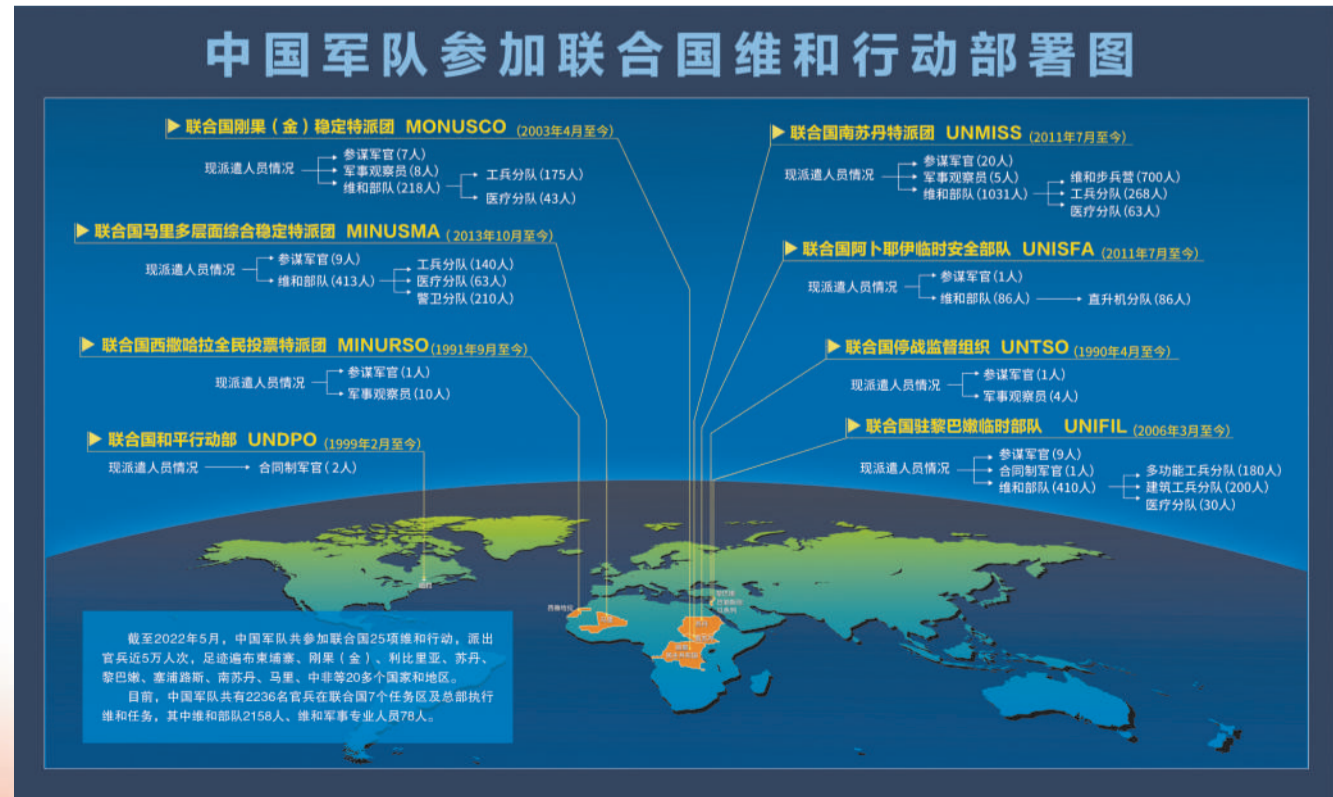 中国军队参加联合国维和行动部署图
联合国刚果（金）稳定特派团 MONUSCO （2003年4月至今）
现派遣人员情况
参谋军官（7人）
军事观察员（8人）
维和部队（218人）
工兵分队（175人）
医疗分队（43人）
联合国马里多层面综合稳定特派团 MINUSMA （2013年10月至今）
现派遣人员情况
参谋军官（9人）
维和部队（413人）
工兵分队（140人）
医疗分队（63人）
警卫分队（210人）
联合国西撒哈拉全民投票特派团 MINURSO（1991年9月至今）
现派遣人员情况
参谋军官（1人）
军事观察员（10人）
联合国和平行动部 UNDPO （1999年2月至今）
现派遣人员情况
合同制军官（2人）
联合国南苏丹特派团 UNMISS （2011年7月至今）
现派遣人员情况
参谋军官（20人）
军事观察员（5人）
维和部队（1031人）
维和步兵营（700人）
工兵分队（268人）
医疗分队（63人）
联合国阿卜耶伊临时安全部队 UNISFA （2011年7月至今）
现派遣人员情况
参谋军官（1人）
维和部队（86人）
直升机分队（86人）
联合国停战监督组织 UNTSO （1990年4月至今）
现派遣人员情况
参谋军官（1人）
军事观察员（4人）
联合国驻黎巴嫩临时部队 UNIFIL （2006年3月至今）
现派遣人员情况
参谋军官（9人）
合同制军官（1人）
维和部队（410人）
多功能工兵分队（180人）
建筑工兵分队（200人）
医疗分队（30人）
西撒哈拉
截至2022年5月，中国军队共参加联合国25项维和行动，派出
官兵近5万人次，足迹遍布柬埔寨、刚果（金）、利比里亚、苏丹、
黎巴嫩、塞浦路斯、南苏丹、马里、中非等20多个国家和地区。
目前，中国军队共有2236名官兵在联合国7个任务区及总部执行
维和任务，其中维和部队2158人、维和军事专业人员78人。